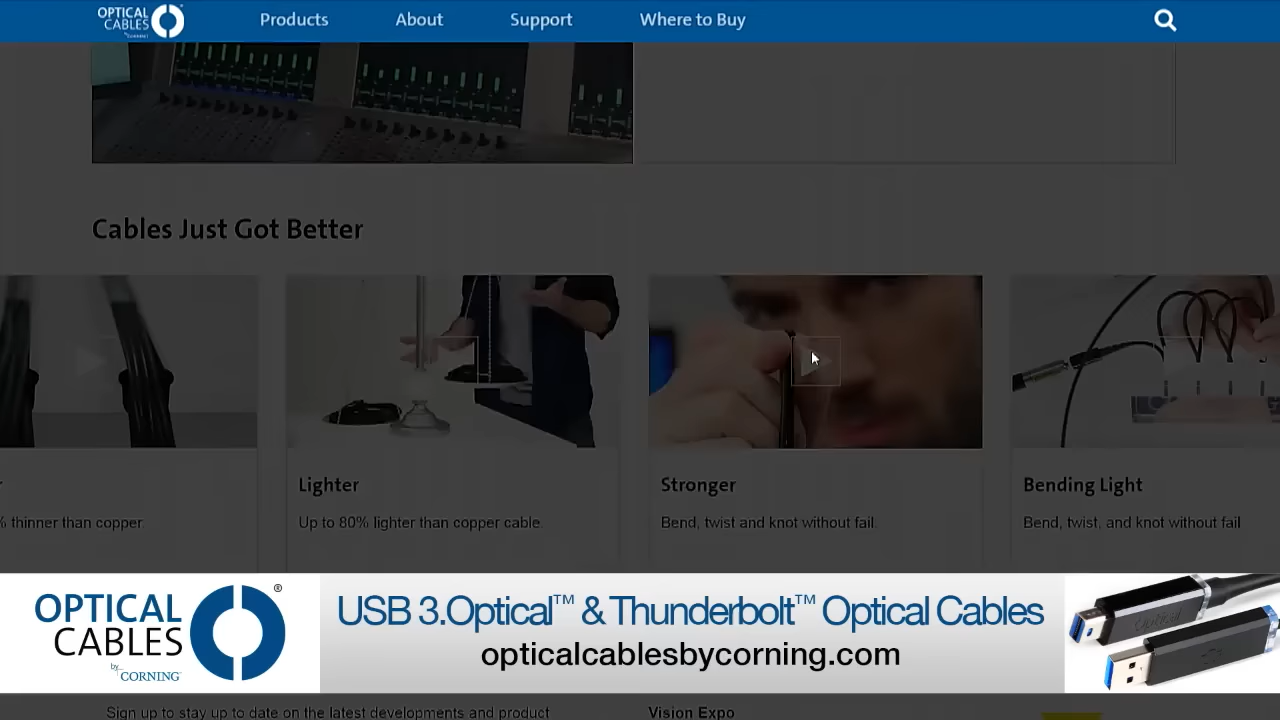 OPTICAL
CABLES
by CORNING
Products
About
Support
Where to Buy
Cables Just Got Better
Lighter
Stronger
Bending Light
% thinner than copper.
Up to 80% lighter than copper cable.
Bend, twist and knot without fail.
Bend, twist, and knot without fail
OPTICAL
CABLES
by CORNING
®
USB 3.Optical™ & Thunderbolt™ Optical Cables
opticalcablesbycorning.com
Optical
Sign up to stay up to date on the latest developments and product
Vision Expo